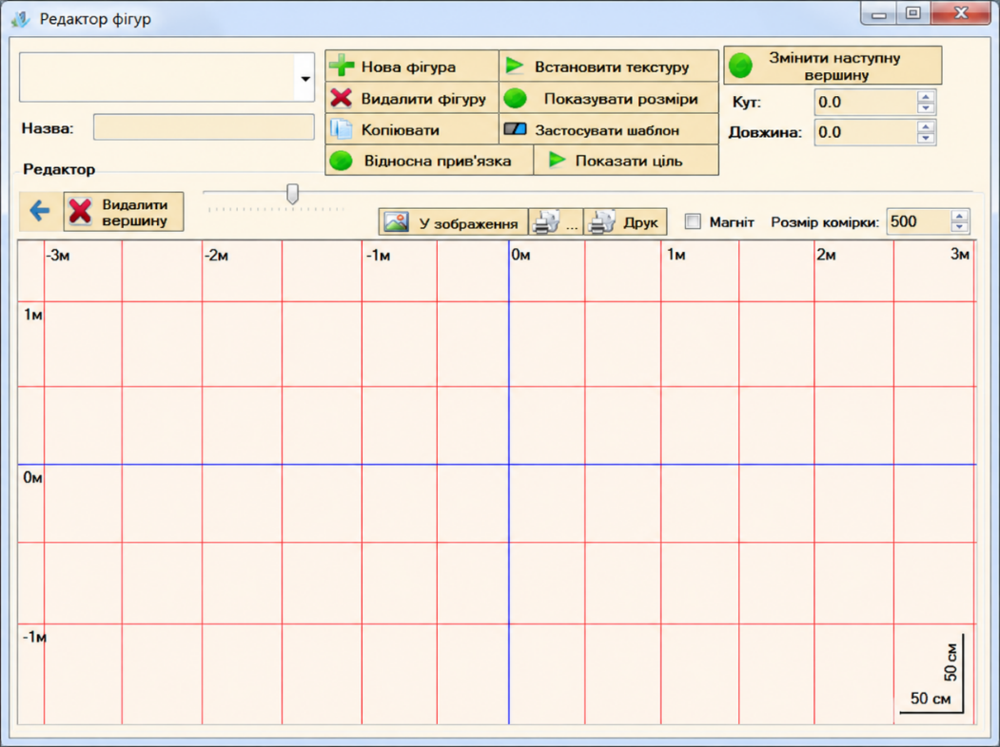 Редактор фігур
Нова фігура
Встановити текстуру
Змінити наступну
вершину
Видалити фігуру
Показувати розміри
Кут:
0.0
Назва:
Копіювати
Застосувати шаблон
Довжина:
0.0
Відносна прив'язка
Показати ціль
Редактор
Видалити
вершину
У зображення
...
Друк
Магніт
Розмір комірки:
500
-3м
-2м
-1м
0м
1м
2м
3м
1м
0м
-1м
50 см
50 см